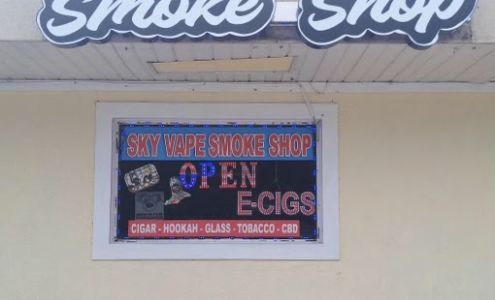 Smoke Shop
SKY VAPE SMOKE SHOP
OPEN
E-CIGS
CIGAR - HOOKAH - GLASS - TOBACCO - CBD